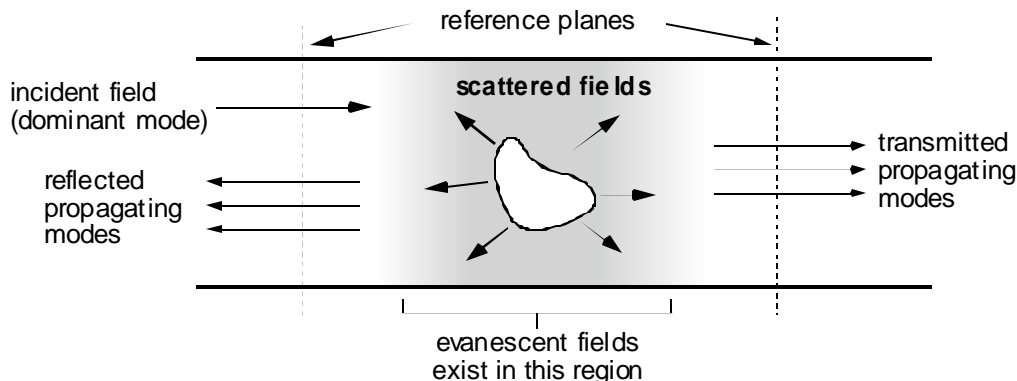 reference planes
scattered fields
incident field
(dominant mode)
reflected
propagating
modes
transmitted
propagating
modes
evanescent fields
exist in this region